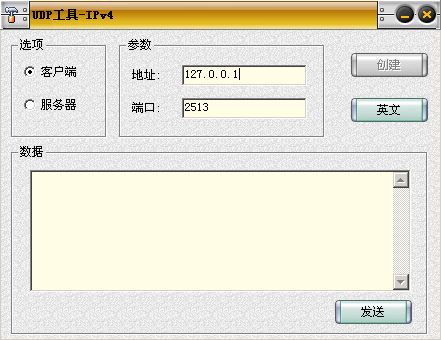 UDP工具-IPv4
选项
客户端
服务器
参数
地址:
127.0.0.1
端口:
2513
创建
英文
数据
发送